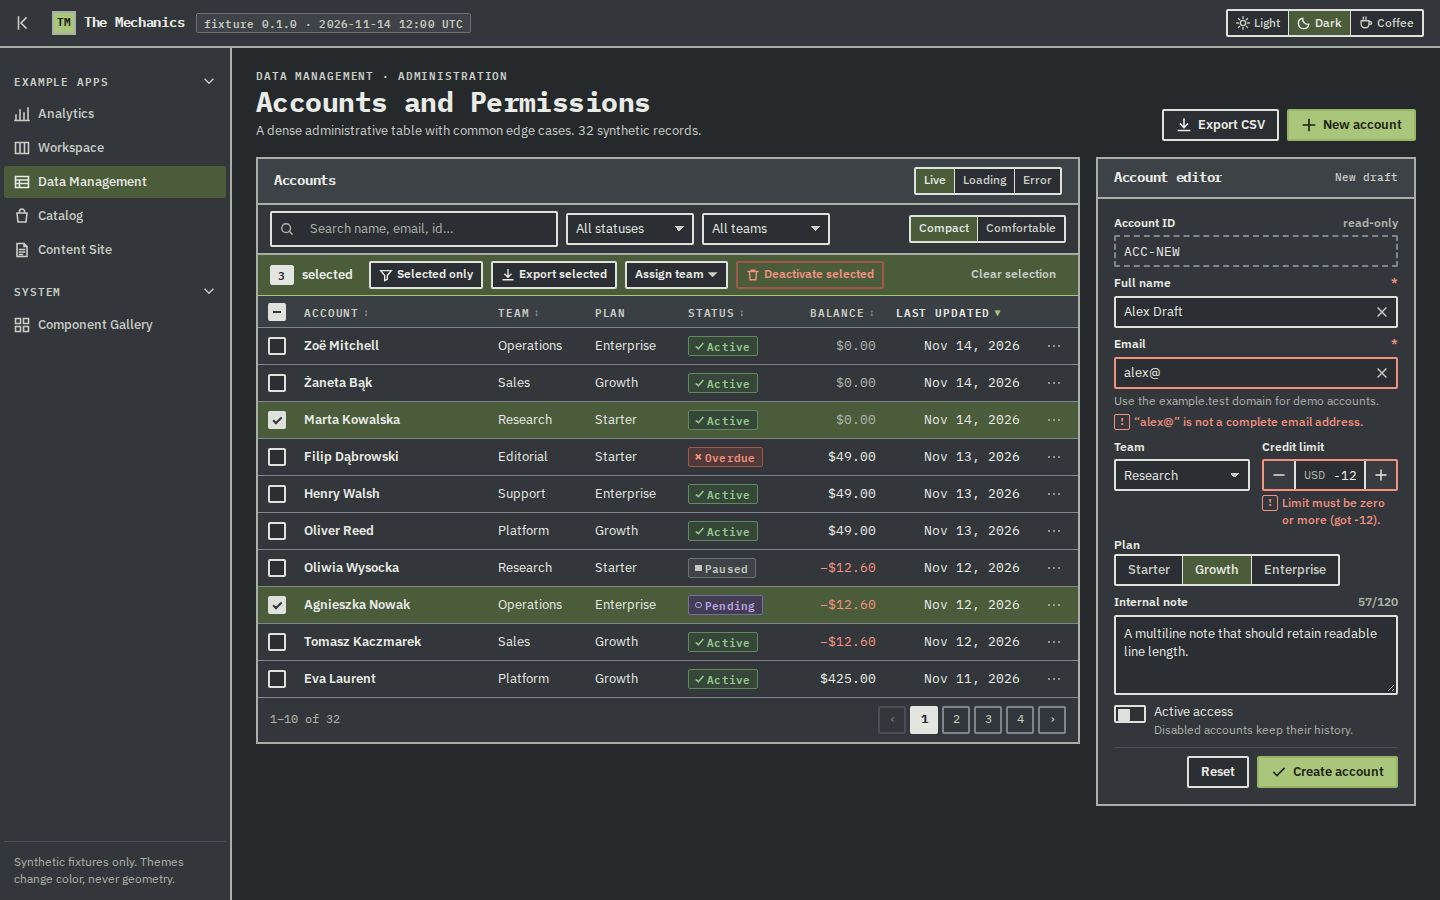 TM The Mechanics fixture 0.1.0 · 2026-11-14 12:00 UTC Light Dark Coffee
EXAMPLE APPS
Analytics
Workspace
Data Management
Catalog
Content Site
SYSTEM
Component Gallery
Synthetic fixtures only. Themes
change color, never geometry.
DATA MANAGEMENT · ADMINISTRATION
Accounts and Permissions
A dense administrative table with common edge cases. 32 synthetic records.
Export CSV New account
Accounts Live Loading Error
Search name, email, id… All statuses All teams Compact Comfortable
3 selected Selected only Export selected Assign team Deactivate selected Clear selection
ACCOUNT TEAM PLAN STATUS BALANCE LAST UPDATED
Zoë Mitchell Operations Enterprise Active $0.00 Nov 14, 2026
Żaneta Bąk Sales Growth Active $0.00 Nov 14, 2026
Marta Kowalska Research Starter Active $0.00 Nov 14, 2026
Filip Dąbrowski Editorial Starter Overdue $49.00 Nov 13, 2026
Henry Walsh Support Enterprise Active $49.00 Nov 13, 2026
Oliver Reed Platform Growth Active $49.00 Nov 13, 2026
Oliwia Wysocka Research Starter Paused −$12.60 Nov 12, 2026
Agnieszka Nowak Operations Enterprise Pending −$12.60 Nov 12, 2026
Tomasz Kaczmarek Sales Growth Active −$12.60 Nov 12, 2026
Eva Laurent Platform Growth Active $425.00 Nov 11, 2026
1–10 of 32 ‹ 1 2 3 4 ›
Account editor New draft
Account ID read-only
ACC-NEW
Full name *
Alex Draft
Email *
alex@
Use the example.test domain for demo accounts.
! “alex@” is not a complete email address.
Team Credit limit
Research USD -12
! Limit must be zero
or more (got -12).
Plan
Starter Growth Enterprise
Internal note 57/120
A multiline note that should retain readable
line length.
Active access
Disabled accounts keep their history.
Reset Create account